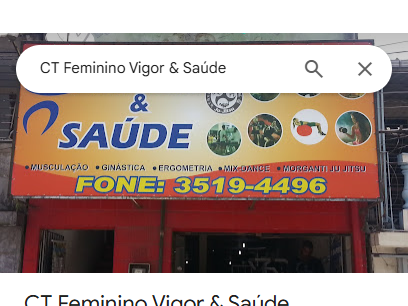 CT Feminino Vigor & Saúde
&
SAÚDE
• MUSCULAÇÃO • GINÁSTICA • ERGOMETRIA • MIX-DANCE • MORGANTI JU JITSU
FONE: 3519-4496
CT Feminino Vigor & Saúde